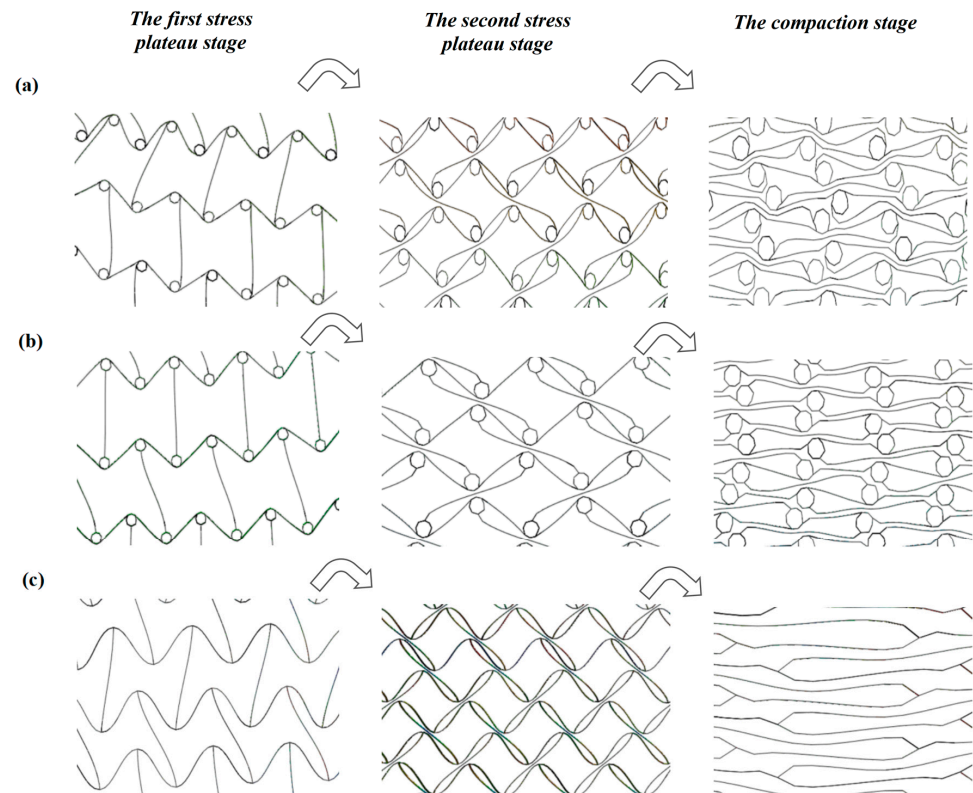 The first stress
plateau stage
The second stress
plateau stage
The compaction stage
(a)
(b)
(c)